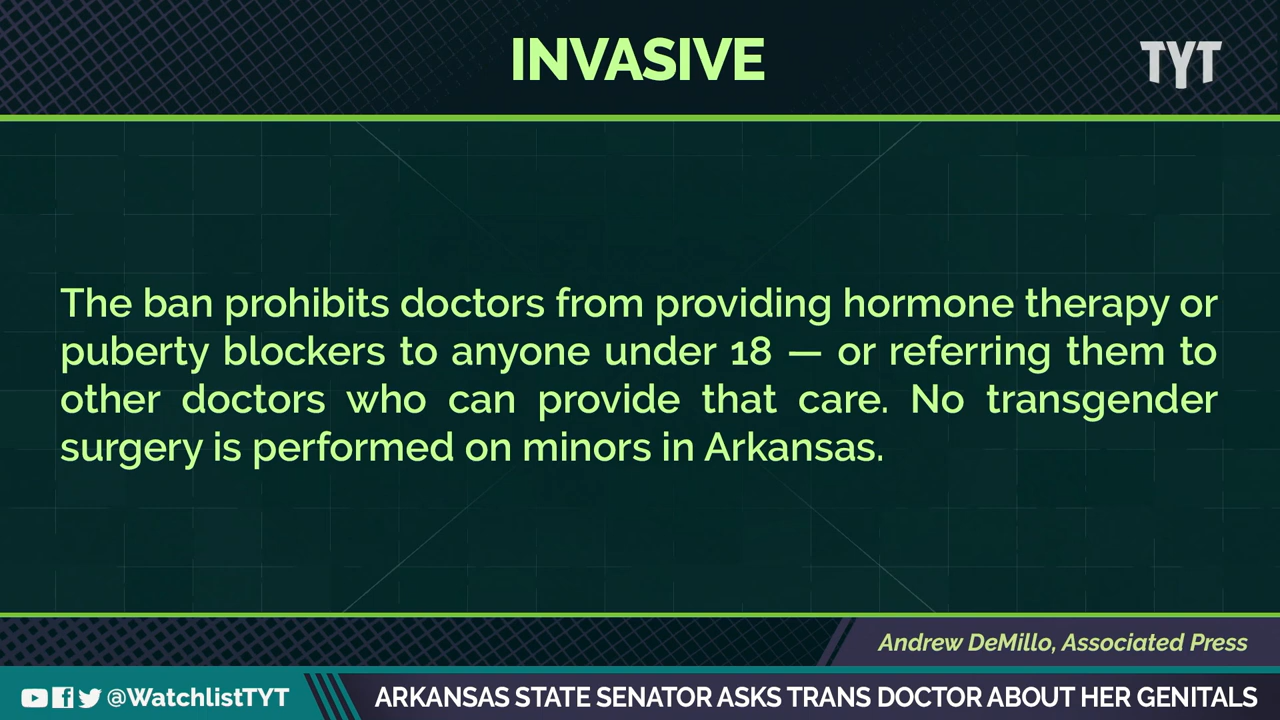 INVASIVE
TYT
The ban prohibits doctors from providing hormone therapy or
puberty blockers to anyone under 18 — or referring them to
other doctors who can provide that care. No transgender
surgery is performed on minors in Arkansas.
Andrew DeMillo, Associated Press
@WatchlistTYT
ARKANSAS STATE SENATOR ASKS TRANS DOCTOR ABOUT HER GENITALS